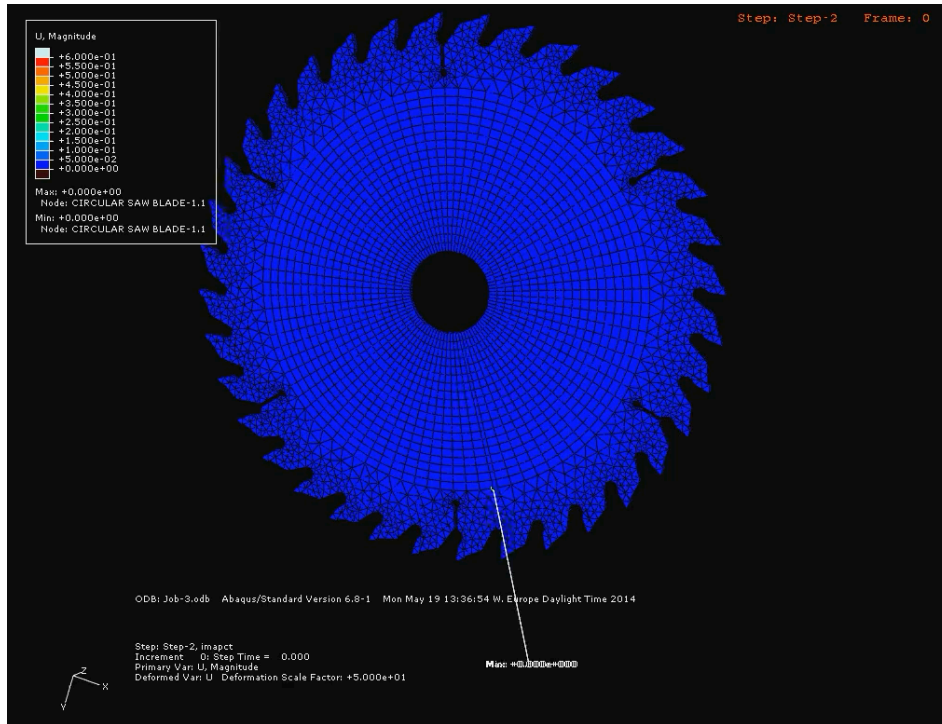 Step: Step-2 Frame: 0
U, Magnitude
+6.000e-01
+5.500e-01
+5.000e-01
+4.500e-01
+4.000e-01
+3.500e-01
+3.000e-01
+2.500e-01
+2.000e-01
+1.500e-01
+1.000e-01
+5.000e-02
+0.000e+00
Max: +0.000e+00
Node: CIRCULAR SAW BLADE-1.1
Min: +0.000e+00
Node: CIRCULAR SAW BLADE-1.1
ODB: Job-3.odb Abaqus/Standard Version 6.8-1 Mon May 19 13:36:54 W. Europe Daylight Time 2014
Step: Step-2, imapct
Increment 0: Step Time = 0.000
Primary Var: U, Magnitude
Deformed Var: U Deformation Scale Factor: +5.000e+01
Z
X
Y